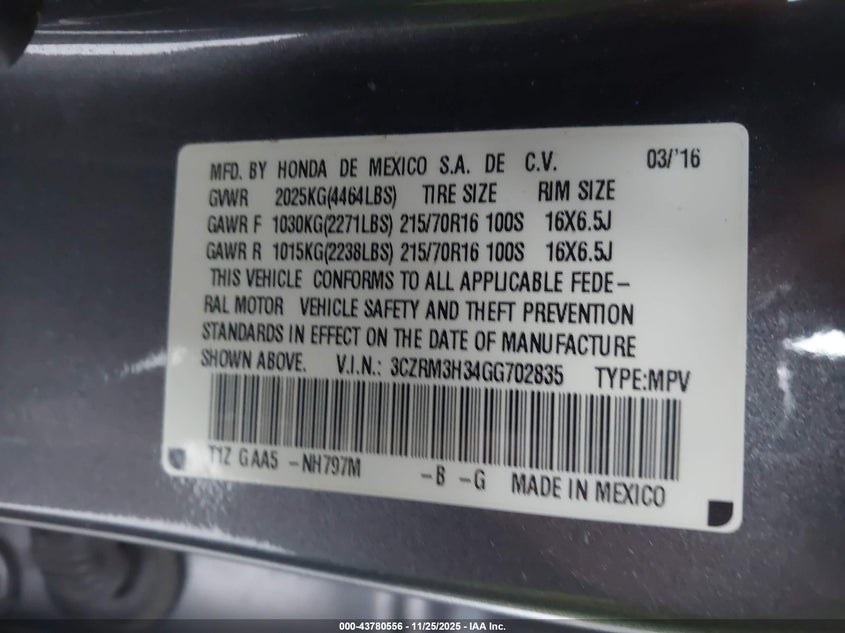 MFD. BY HONDA DE MEXICO S.A. DE C.V. 03/'16
GVWR 2025KG(4464LBS) TIRE SIZE RIM SIZE
GAWR F 1030KG(2271LBS) 215/70R16 100S 16X6.5J
GAWR R 1015KG(2238LBS) 215/70R16 100S 16X6.5J
THIS VEHICLE CONFORMS TO ALL APPLICABLE FEDE-
RAL MOTOR VEHICLE SAFETY AND THEFT PREVENTION
STANDARDS IN EFFECT ON THE DATE OF MANUFACTURE
SHOWN ABOVE. V.I.N.: 3CZRM3H34GG702835 TYPE:MPV
T1Z GAA5 -NH797M -B -G MADE IN MEXICO
000-43780556 - 11/25/2025 - IAA Inc.